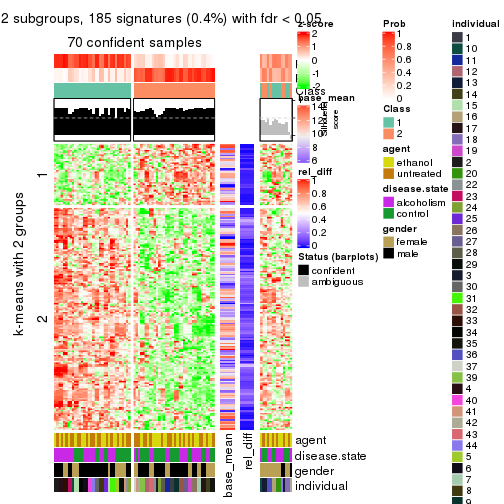 2 subgroups, 185 signatures (0.4%) with fdr < 0.05
70 confident samples
k-means with 2 groups
1
2
z-score
2
1
0
-1
-2
Class
base_mean
14
12
10
8
6
Silhouette
score
rel_diff
1
0.8
0.6
0.4
0.2
0
Status (barplots)
confident
ambiguous
Prob
1
0.8
0.6
0.4
0.2
0
Class
1
2
agent
ethanol
untreated
disease.state
alcoholism
control
gender
female
male
individual
1
10
11
12
13
14
15
16
17
18
19
2
20
22
23
24
25
26
27
28
29
3
30
31
32
33
34
35
36
37
39
4
40
41
42
43
44
5
6
7
8
9
agent
disease.state
gender
individual
base_mean
rel_diff